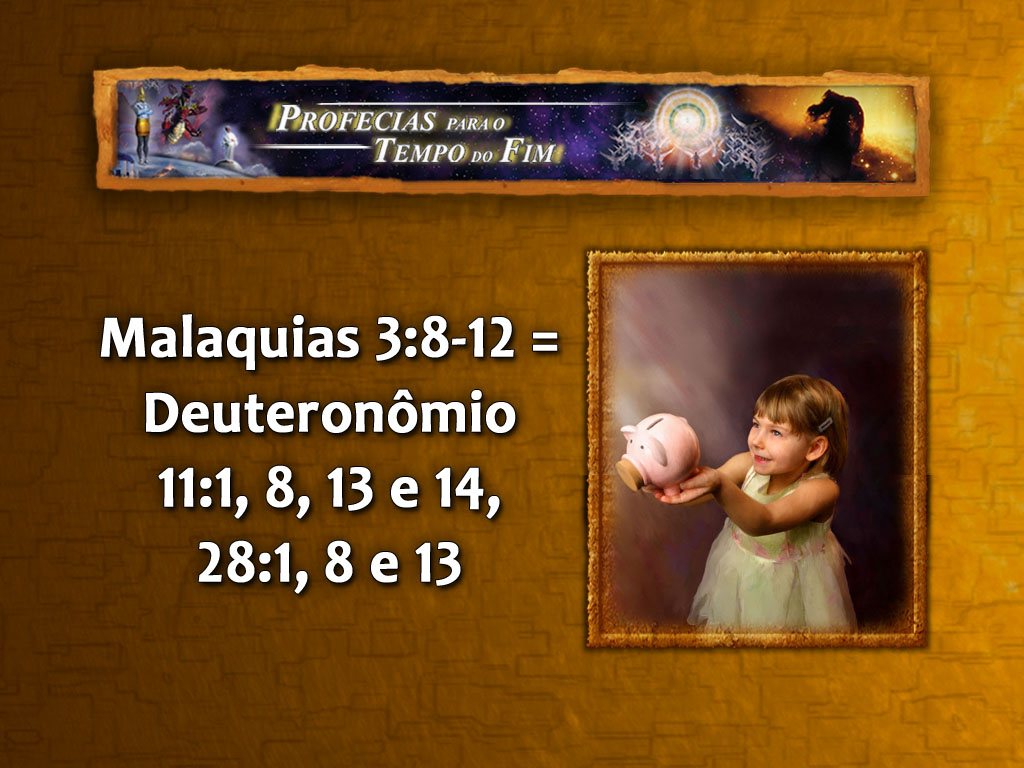 PROFECIAS PARA O
TEMPO DO FIM
Malaquias 3:8-12 =
Deuteronômio
11:1, 8, 13 e 14,
28:1, 8 e 13